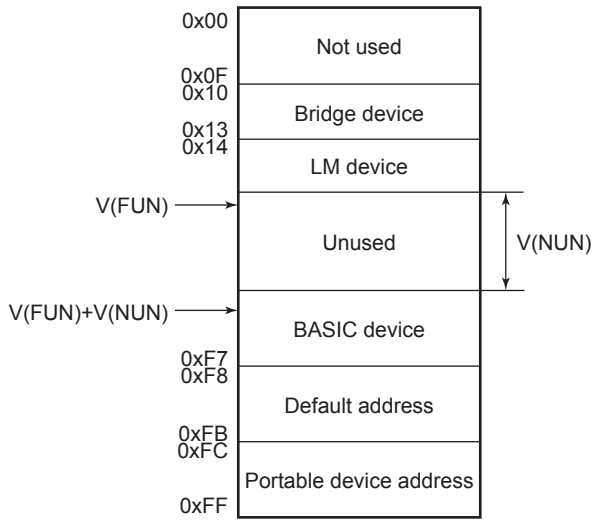 0x00
Not used
0x0F
0x10
Bridge device
0x13
0x14
LM device
V(FUN)
Unused
V(NUN)
V(FUN)+V(NUN)
BASIC device
0xF7
0xF8
Default address
0xFB
0xFC
Portable device address
0xFF